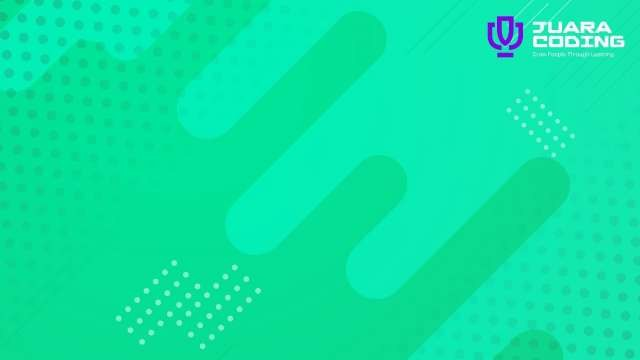 JUARA
CODING
Grow People Through Learning